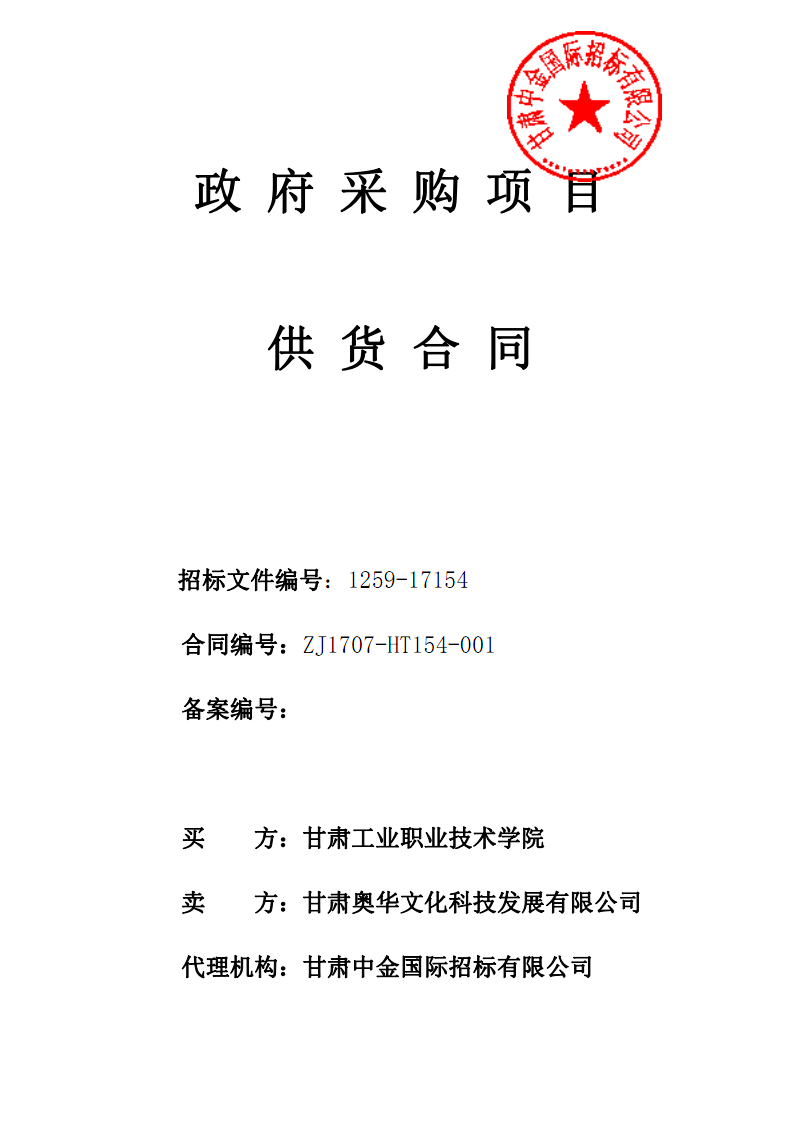 甘肃中金国际招标有限公司
政府采购项目
供货合同
招标文件编号：1259-17154
合同编号：ZJ1707-HT154-001
备案编号：
买　　方：甘肃工业职业技术学院
卖　　方：甘肃奥华文化科技发展有限公司
代理机构：甘肃中金国际招标有限公司